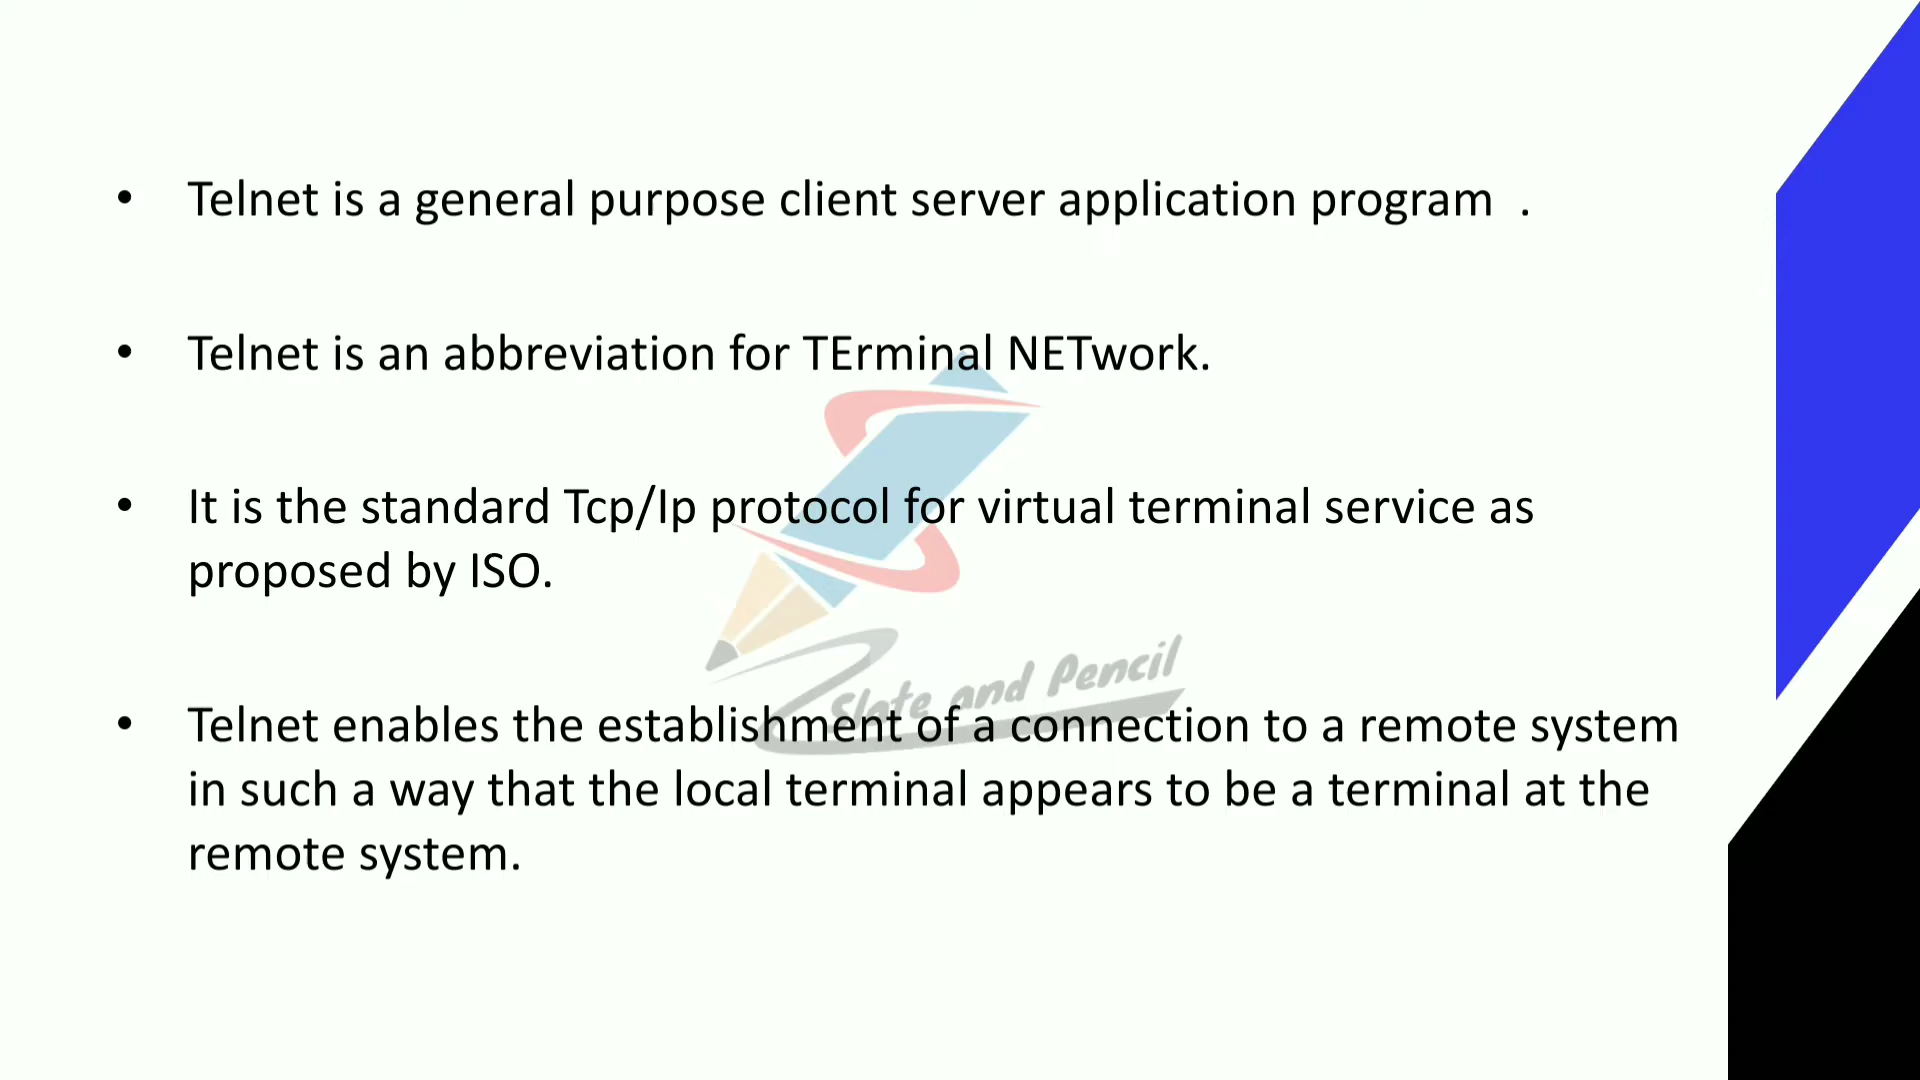 • Telnet is a general purpose client server application program  .
• Telnet is an abbreviation for TErminal NETwork.
• It is the standard Tcp/Ip protocol for virtual terminal service as
proposed by ISO.
Slate and Pencil
• Telnet enables the establishment of a connection to a remote system
in such a way that the local terminal appears to be a terminal at the
remote system.